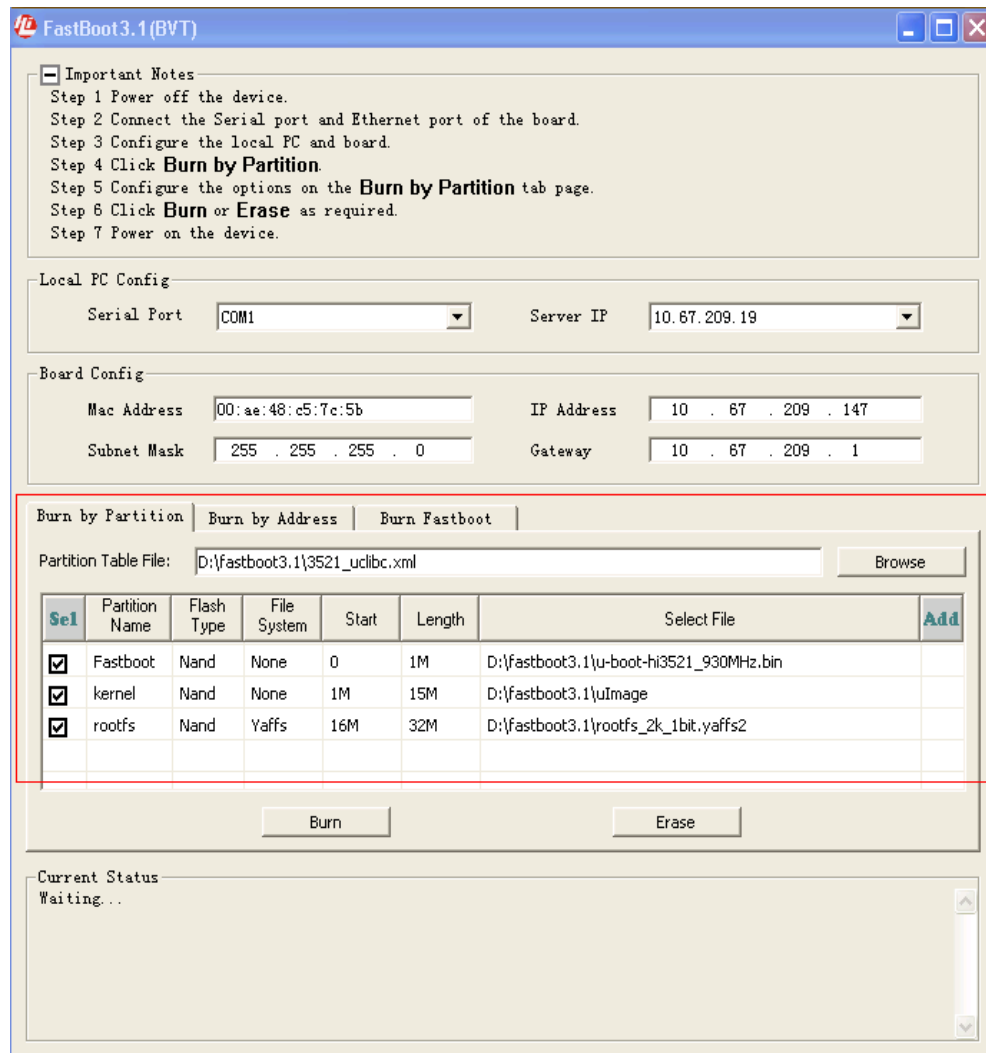 FastBoot3.1(BVT)
Important Notes
Step 1 Power off the device.
Step 2 Connect the Serial port and Ethernet port of the board.
Step 3 Configure the local PC and board.
Step 4 Click Burn by Partition.
Step 5 Configure the options on the Burn by Partition tab page.
Step 6 Click Burn or Erase as required.
Step 7 Power on the device.
Local PC Config
Serial Port COM1 Server IP 10.67.209.19
Board Config
Mac Address 00:ae:48:c5:7c:5b IP Address 10 . 67 . 209 . 147
Subnet Mask 255 . 255 . 255 . 0 Gateway 10 . 67 . 209 . 1
Burn by Partition Burn by Address Burn Fastboot
Partition Table File: D:\fastboot3.1\3521_uclibc.xml Browse
Sel Partition Name Flash Type File System Start Length Select File Add
Fastboot Nand None 0 1M D:\fastboot3.1\u-boot-hi3521_930MHz.bin
kernel Nand None 1M 15M D:\fastboot3.1\uImage
rootfs Nand Yaffs 16M 32M D:\fastboot3.1\rootfs_2k_1bit.yaffs2
Burn Erase
Current Status
Waiting...